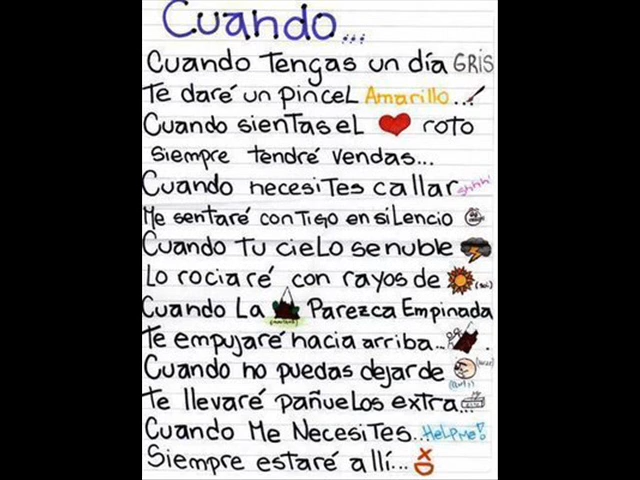 Cuando...
Cuando Tengas un día GRIS
Te daré un pincel Amarillo...
Cuando sientas el roto
Siempre tendré vendas...
Cuando necesites callar shhh!
Me sentaré contigo en silencio
Cuando tu cielo se nuble
Lo rociaré con rayos de (sol)
Cuando La Parezca Empinada
Te empujaré hacia arriba...
Cuando no puedas dejar de
Te llevaré pañuelos extra...
Cuando Me Necesites.. Help Me!
Siempre estaré allí...